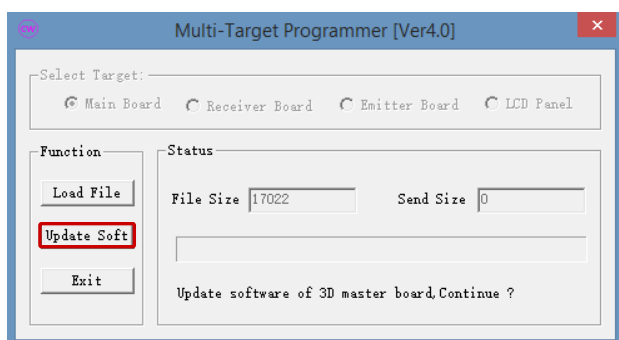 CW
Multi-Target Programmer [Ver4.0]
Select Target:
Main Board Receiver Board Emitter Board LCD Panel
Function
Status
Load File
File Size 17022 Send Size 0
Update Soft
Exit
Update software of 3D master board,Continue ?